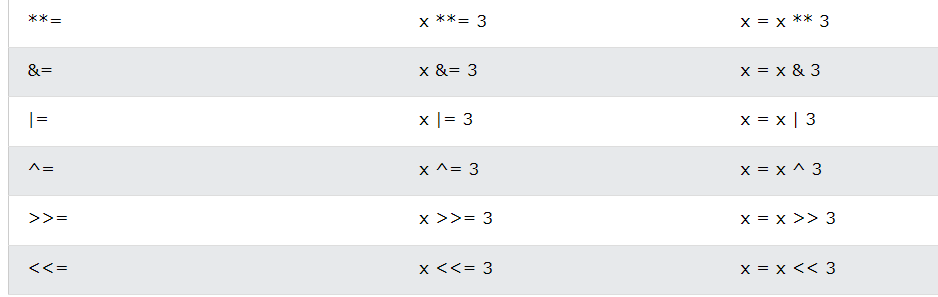 **= x **= 3 x = x ** 3
&= x &= 3 x = x & 3
|= x |= 3 x = x | 3
^= x ^= 3 x = x ^ 3
>>= x >>= 3 x = x >> 3
<<= x <<= 3 x = x << 3